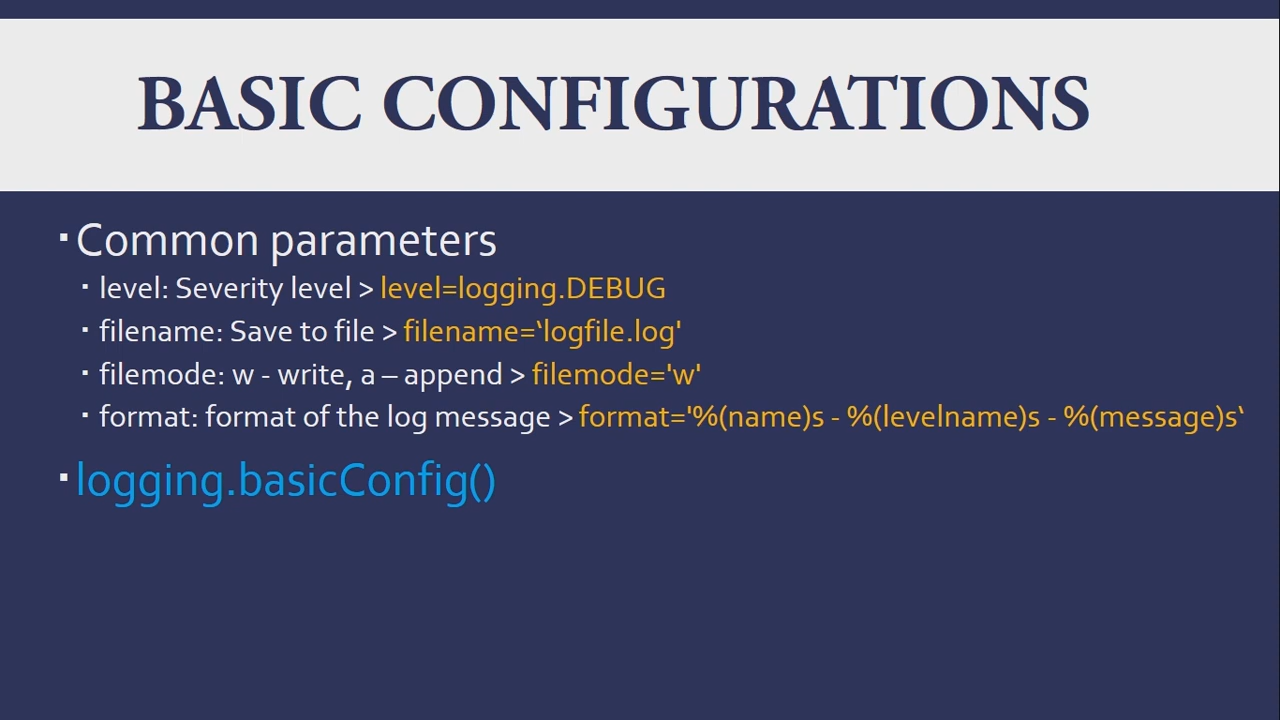 BASIC CONFIGURATIONS
▪ Common parameters
▪ level: Severity level > level=logging.DEBUG
▪ filename: Save to file > filename=‘logfile.log'
▪ filemode: w - write, a – append > filemode='w'
▪ format: format of the log message > format='%(name)s - %(levelname)s - %(message)s‘
▪ logging.basicConfig()